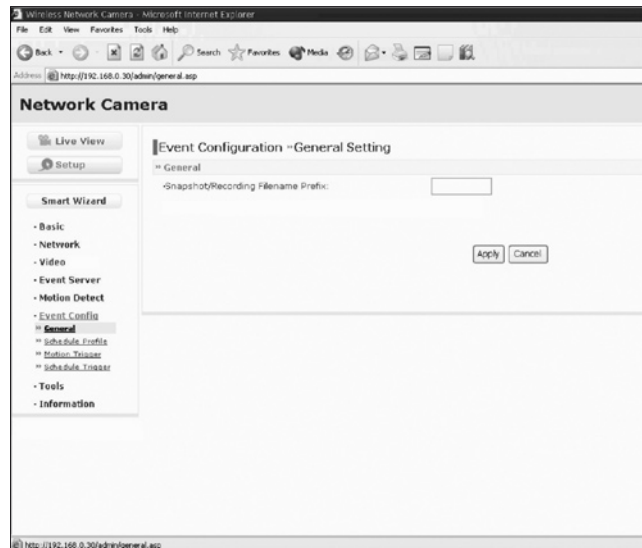 Wireless Network Camera - Microsoft Internet Explorer
File Edit View Favorites Tools Help
Back Search Favorites Media
Address http://192.168.0.30/admin/general.asp
Network Camera
Live View
Setup
Smart Wizard
Basic
Network
Video
Event Server
Motion Detect
Event Config
» General
» Schedule Profile
» Motion Trigger
» Schedule Trigger
Tools
Information
Event Configuration »General Setting
» General
Snapshot/Recording Filename Prefix:
Apply Cancel
http://192.168.0.30/admin/general.asp